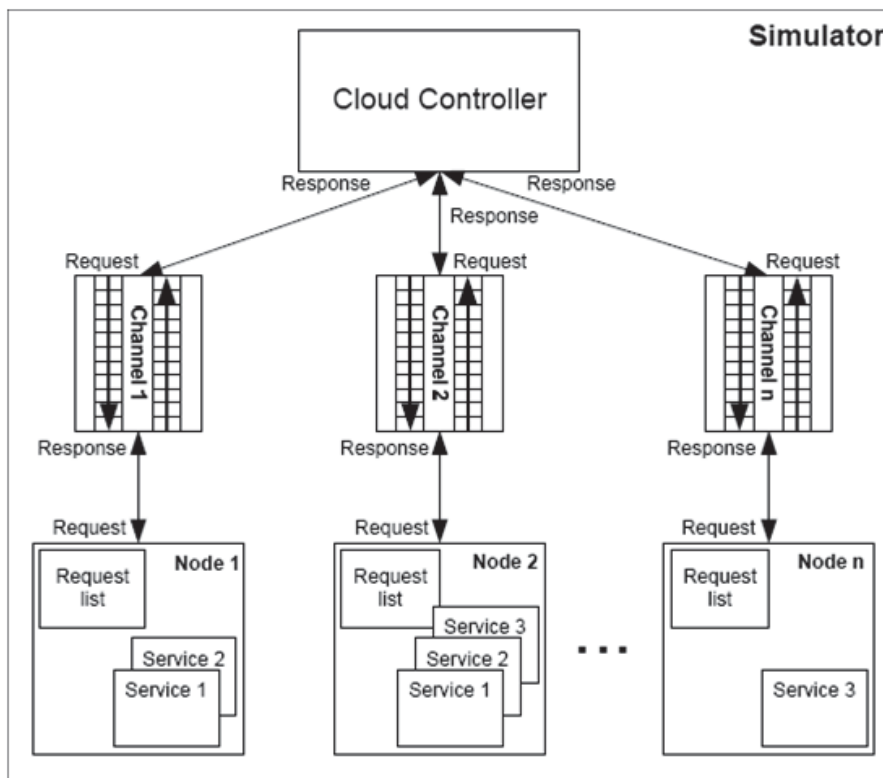 Simulator
Cloud Controller
Response
Response
Response
Request
Request
Request
Channel 1
Channel 2
Channel n
Response
Response
Response
Request
Request
Request
Node 1
Node 2
Node n
Request
list
Request
list
Request
list
Service 3
Service 2
Service 2
Service 1
Service 1
Service 3
...